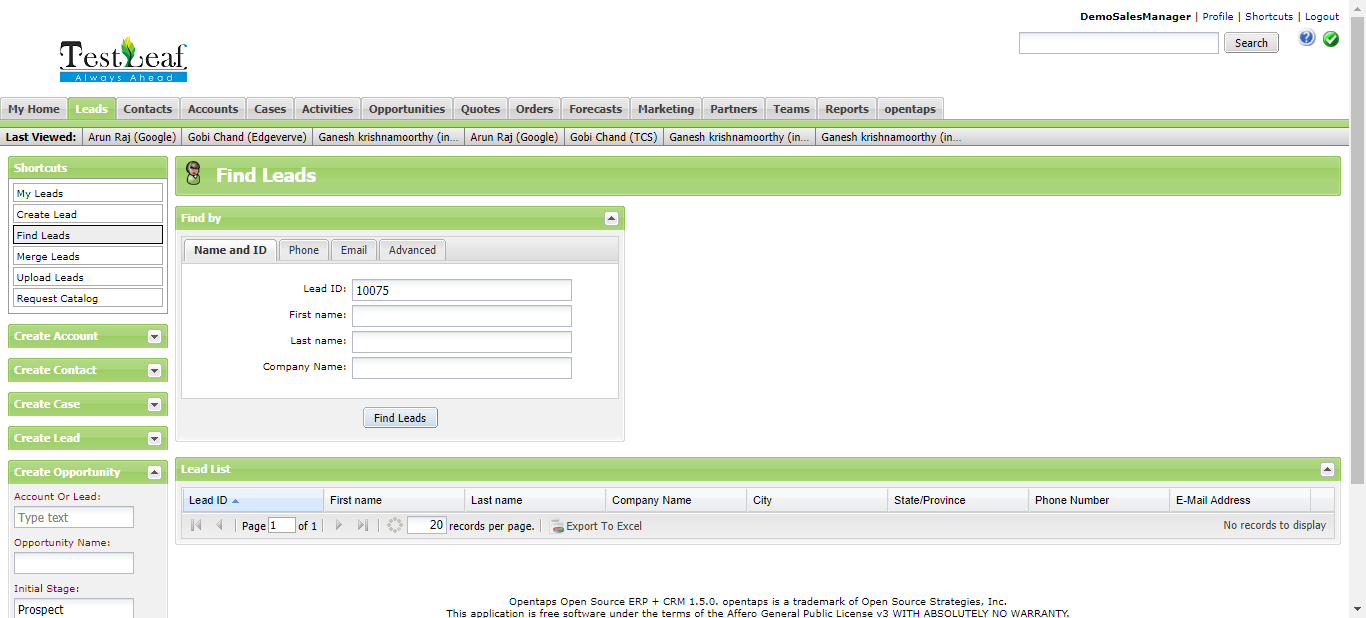 DemoSalesManager | Profile | Shortcuts | Logout
Search
TestLeaf
Always Ahead
My Home Leads Contacts Accounts Cases Activities Opportunities Quotes Orders Forecasts Marketing Partners Teams Reports opentaps
Last Viewed: Arun Raj (Google) Gobi Chand (Edgeverve) Ganesh krishnamoorthy (in... Arun Raj (Google) Gobi Chand (TCS) Ganesh krishnamoorthy (in... Ganesh krishnamoorthy (in...
Shortcuts
My Leads
Create Lead
Find Leads
Merge Leads
Upload Leads
Request Catalog
Create Account
Create Contact
Create Case
Create Lead
Create Opportunity
Account Or Lead:
Type text
Opportunity Name:
Initial Stage:
Prospect
Find Leads
Find by
Name and ID Phone Email Advanced
Lead ID: 10075
First name:
Last name:
Company Name:
Find Leads
Lead List
Lead ID First name Last name Company Name City State/Province Phone Number E-Mail Address
Page 1 of 1 20 records per page. Export To Excel No records to display
Opentaps Open Source ERP + CRM 1.5.0. opentaps is a trademark of Open Source Strategies, Inc.
This application is free software under the terms of the Affero General Public License v3 WITH ABSOLUTELY NO WARRANTY.